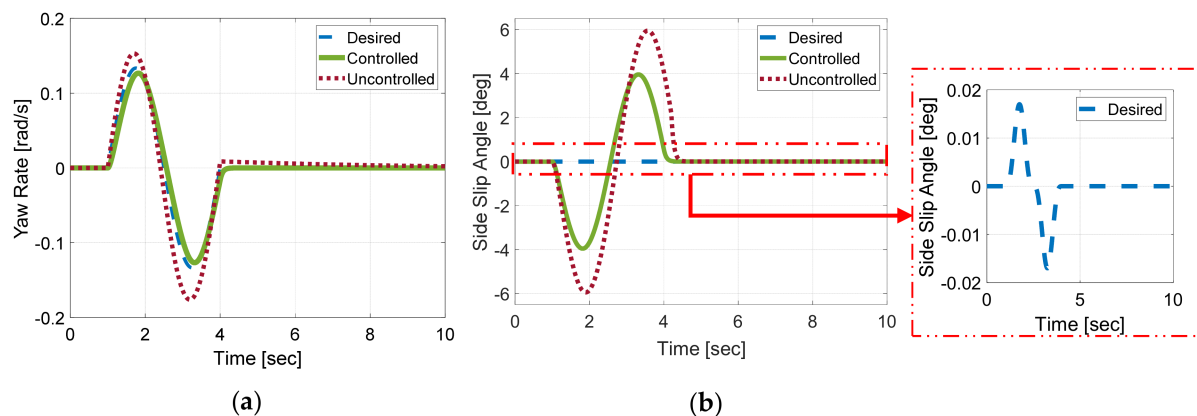 0.2
0.1
0
-0.1
-0.2
Yaw Rate [rad/s]
Desired
Controlled
Uncontrolled
0 2 4 6 8 10
Time [sec]
(a)
6
4
2
0
-2
-4
-6
Side Slip Angle [deg]
Desired
Controlled
Uncontrolled
0 2 4 6 8 10
Time [sec]
(b)
0.02
0.01
0
-0.01
-0.02
Side Slip Angle [deg]
Desired
0 5 10
Time [sec]